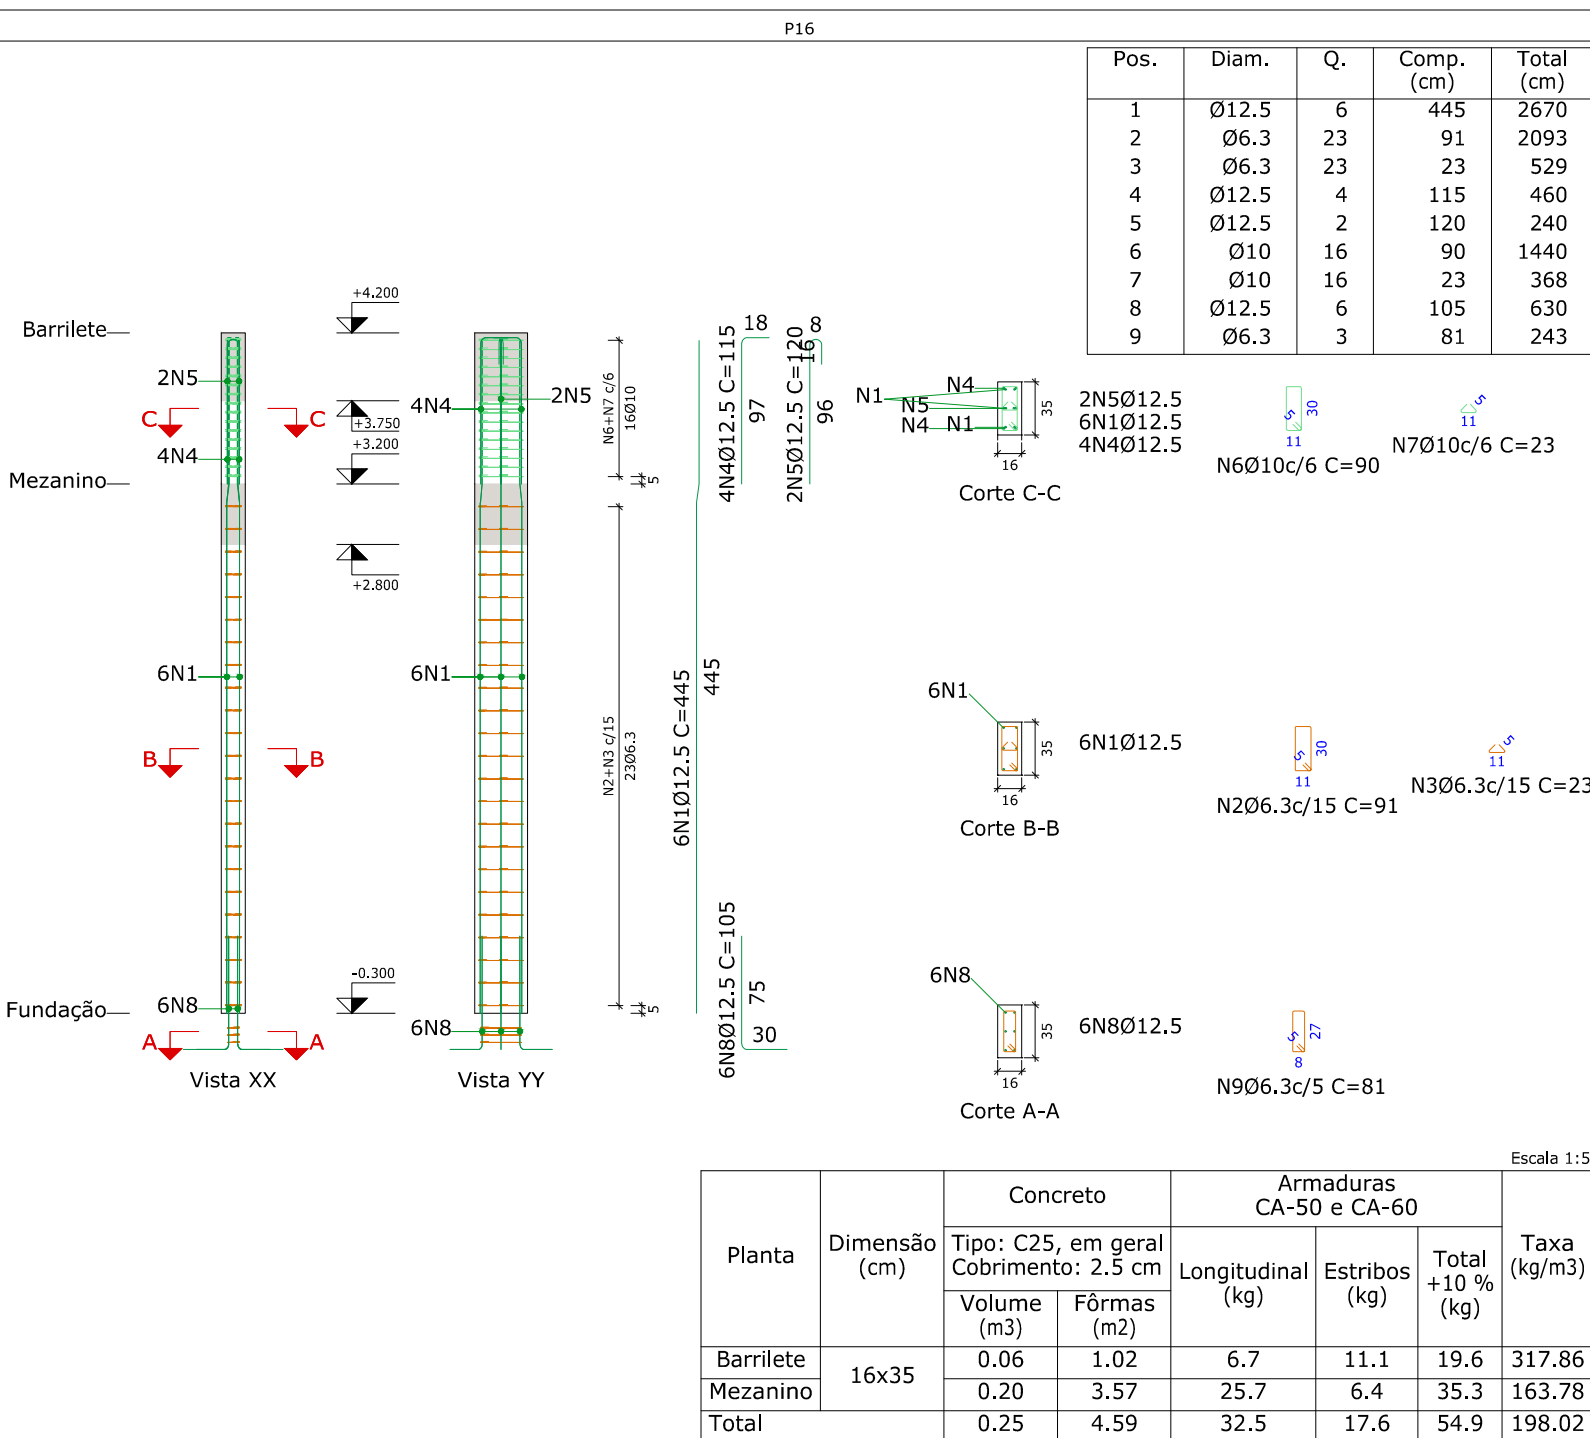 P16
Pos. Diam. Q. Comp. (cm) Total (cm)
1 Ø12.5 6 445 2670
2 Ø6.3 23 91 2093
3 Ø6.3 23 23 529
4 Ø12.5 4 115 460
5 Ø12.5 2 120 240
6 Ø10 16 90 1440
7 Ø10 16 23 368
8 Ø12.5 6 105 630
9 Ø6.3 3 81 243
Barrilete
Mezanino
Fundação
2N5
C C
4N4
6N1
B B
6N8
A A
Vista XX
+4.200
+3.750
+3.200
+2.800
-0.300
4N4
2N5
6N1
6N8
Vista YY
N6+N7 c/6
16Ø10
5
N2+N3 c/15
23Ø6.3
5
6N1Ø12.5 C=445
445
4N4Ø12.5 C=115
97
18
2N5Ø12.5 C=120
96
16
8
6N8Ø12.5 C=105
75
30
N1
N4
N5
N4
N1
35
16
Corte C-C
2N5Ø12.5
6N1Ø12.5
4N4Ø12.5
5
30
11
N6Ø10c/6 C=90
5
11
N7Ø10c/6 C=23
6N1
35
16
Corte B-B
6N1Ø12.5
5
30
11
N2Ø6.3c/15 C=91
5
11
N3Ø6.3c/15 C=23
6N8
35
16
Corte A-A
6N8Ø12.5
5
27
8
N9Ø6.3c/5 C=81
Escala 1:5
Planta
Dimensão
(cm)
Concreto
Tipo: C25, em geral
Cobrimento: 2.5 cm
Volume
(m3)
Fôrmas
(m2)
Armaduras
CA-50 e CA-60
Longitudinal
(kg)
Estribos
(kg)
Total
+10 %
(kg)
Taxa
(kg/m3)
Barrilete 16x35 0.06 1.02 6.7 11.1 19.6 317.86
Mezanino 0.20 3.57 25.7 6.4 35.3 163.78
Total 0.25 4.59 32.5 17.6 54.9 198.02